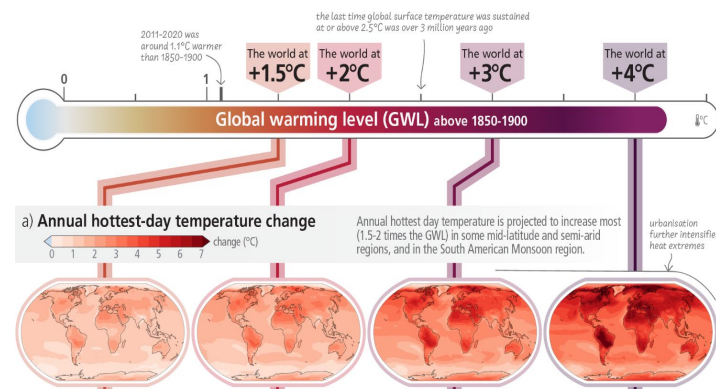 2011-2020 was
around 1.1°C warmer
than 1850-1900
the last time global surface temperature was sustained
at or above 2.5°C was over 3 million years ago
The world at
+1.5°C
The world at
+2°C
The world at
+3°C
The world at
+4°C
0
1
Global warming level (GWL) above 1850-1900
°C
a) Annual hottest-day temperature change
0 1 2 3 4 5 6 7
change (°C)
Annual hottest day temperature is projected to increase most
(1.5-2 times the GWL) in some mid-latitude and semi-arid
regions, and in the South American Monsoon region.
urbanisation
further intensifie
heat extremes